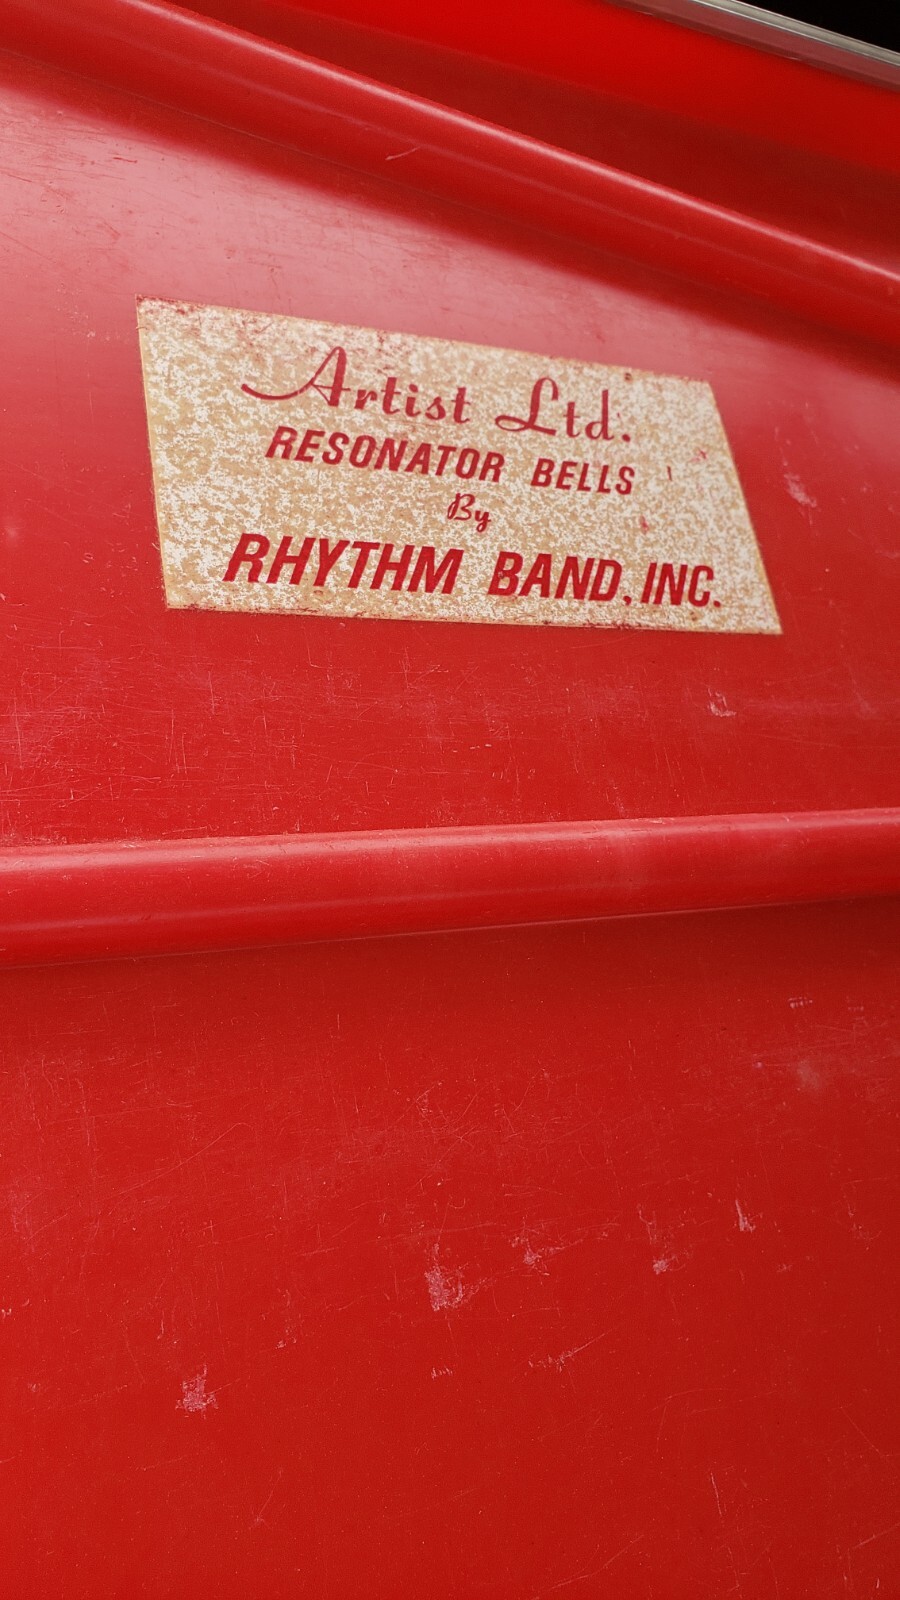 Artist Ltd.
RESONATOR BELLS
By
RHYTHM BAND, INC.